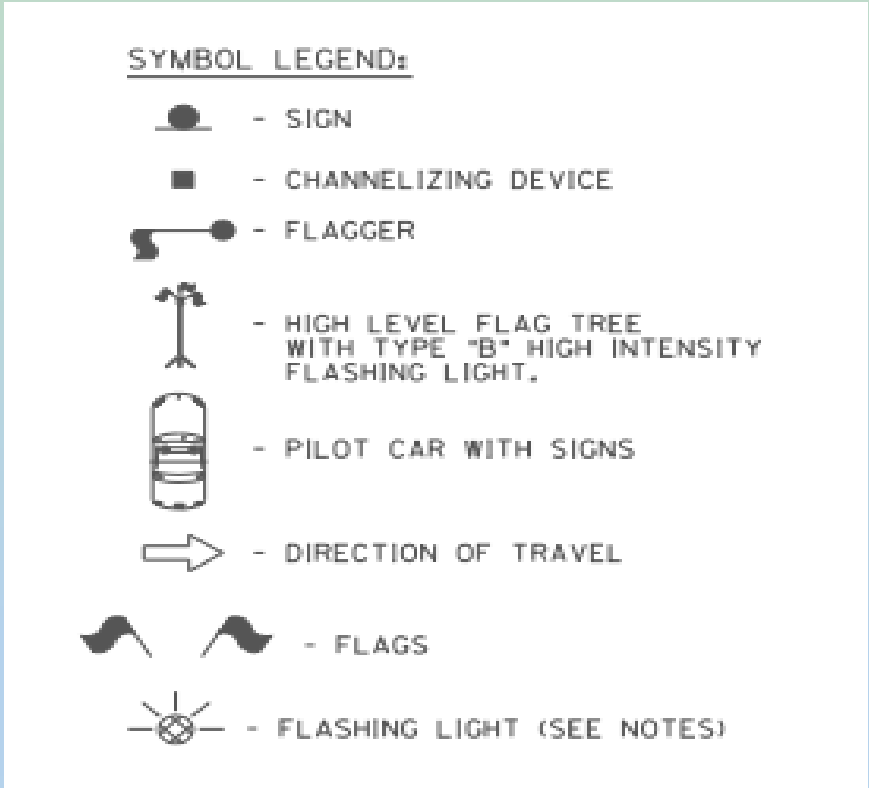 SYMBOL LEGEND:
- SIGN
- CHANNELIZING DEVICE
- FLAGGER
- HIGH LEVEL FLAG TREE
WITH TYPE "B" HIGH INTENSITY
FLASHING LIGHT.
- PILOT CAR WITH SIGNS
- DIRECTION OF TRAVEL
- FLAGS
- FLASHING LIGHT (SEE NOTES)